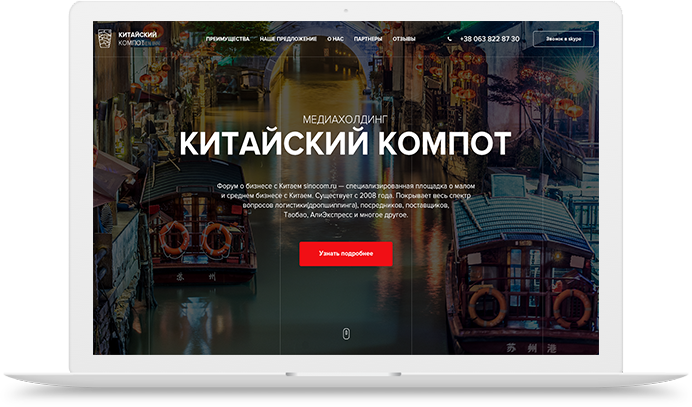 КИТАЙСКИЙ
КОМПОТ
ПРЕИМУЩЕСТВА
НАШЕ ПРЕДЛОЖЕНИЕ
О НАС
ПАРТНЕРЫ
ОТЗЫВЫ
+38 063 822 87 30
Звонок в skype
МЕДИАХОЛДИНГ
КИТАЙСКИЙ КОМПОТ
Форум о бизнесе с Китаем sinocom.ru — специализированная площадка о малом
и среднем бизнесе с Китаем. Существует с 2008 года. Покрывает весь спектр
вопросов логистики(дропшиппинга), посредников, поставщиков,
Таобао, АлиЭкспресс и многое другое.
Узнать подробнее
苏 州
苏 州 港